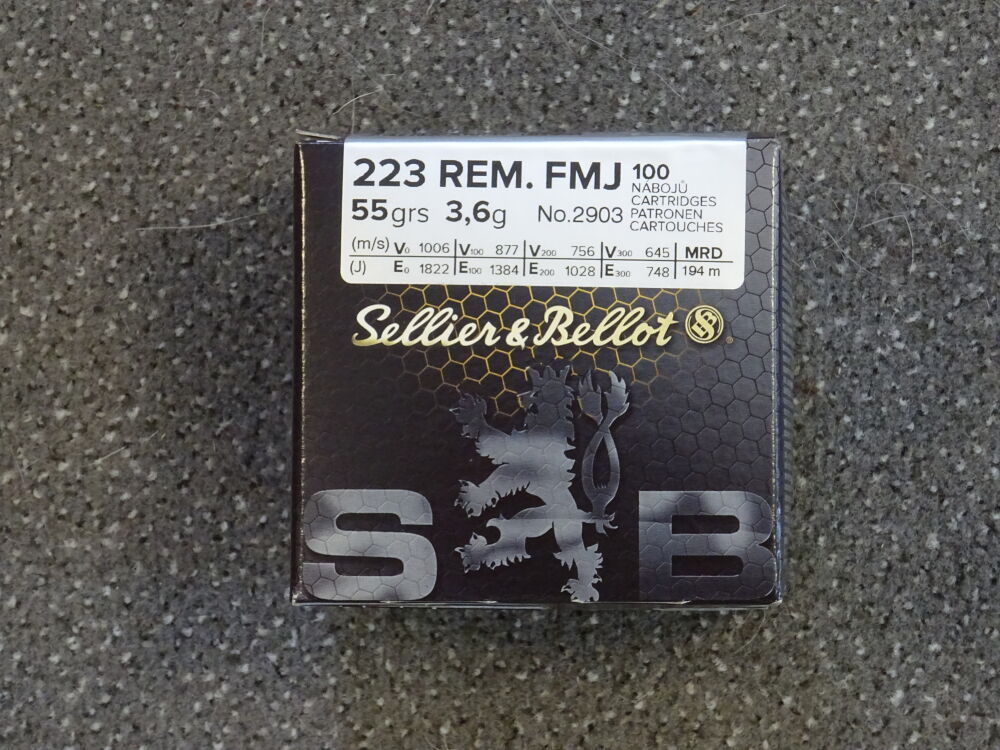 223 REM. FMJ 100
NÁBOJŮ
CARTRIDGES
55grs 3,6g No.2903 PATRONEN
CARTOUCHES
(m/s) V0 1006 V100 877 V200 756 V300 645 MRD
(J) E0 1822 E100 1384 E200 1028 E300 748 194 m
Sellier & Bellot SB®
S B